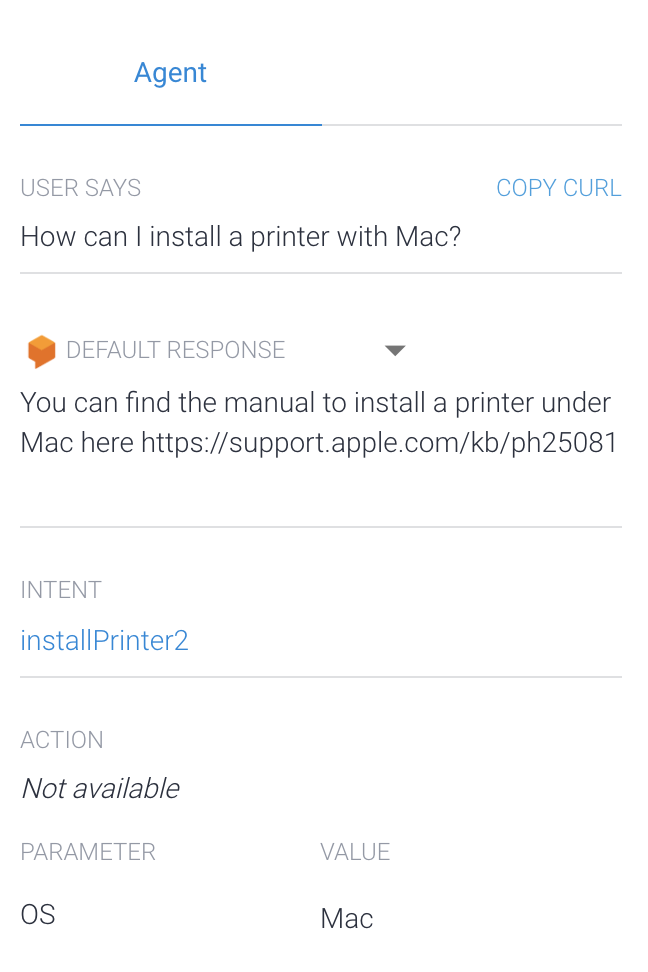 Agent
USER SAYS COPY CURL
How can I install a printer with Mac?
DEFAULT RESPONSE
You can find the manual to install a printer under
Mac here https://support.apple.com/kb/ph25081
INTENT
installPrinter2
ACTION
Not available
PARAMETER VALUE
OS Mac